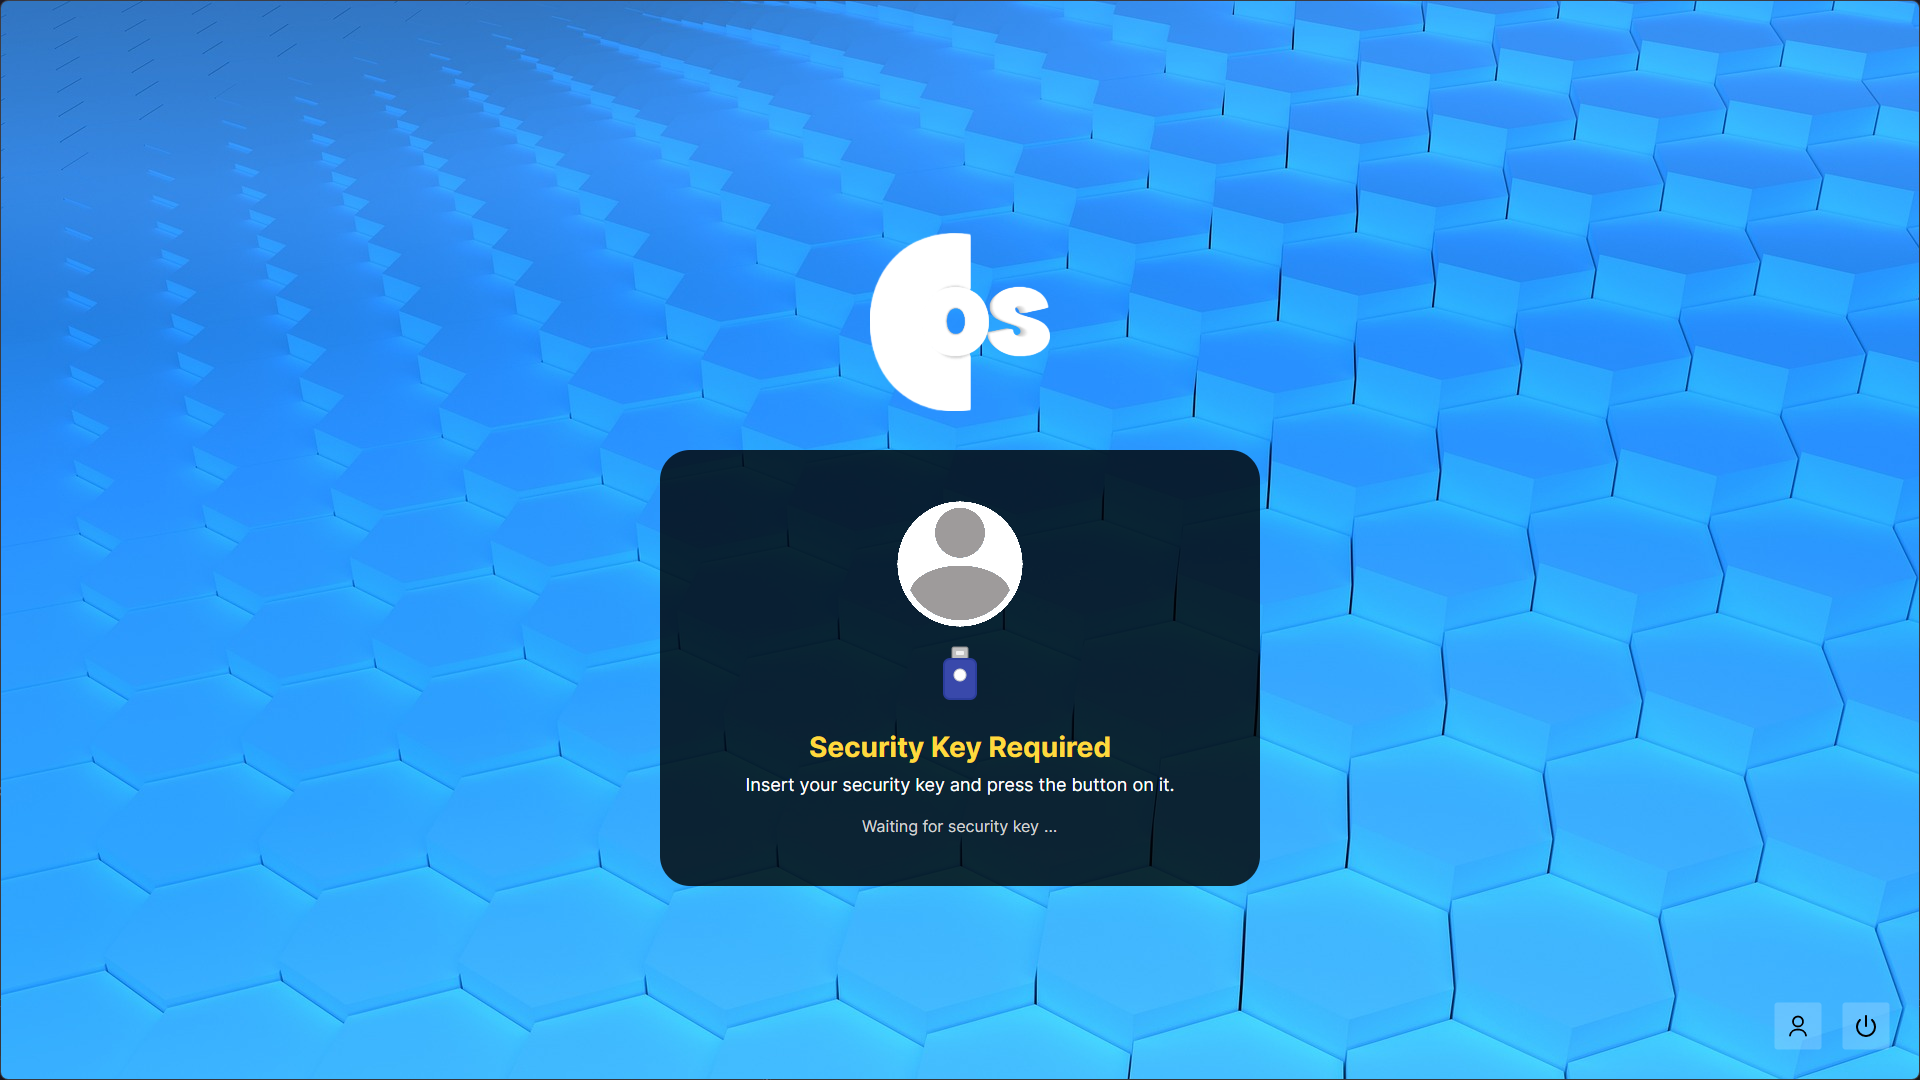 os
Security Key Required
Insert your security key and press the button on it.
Waiting for security key ...